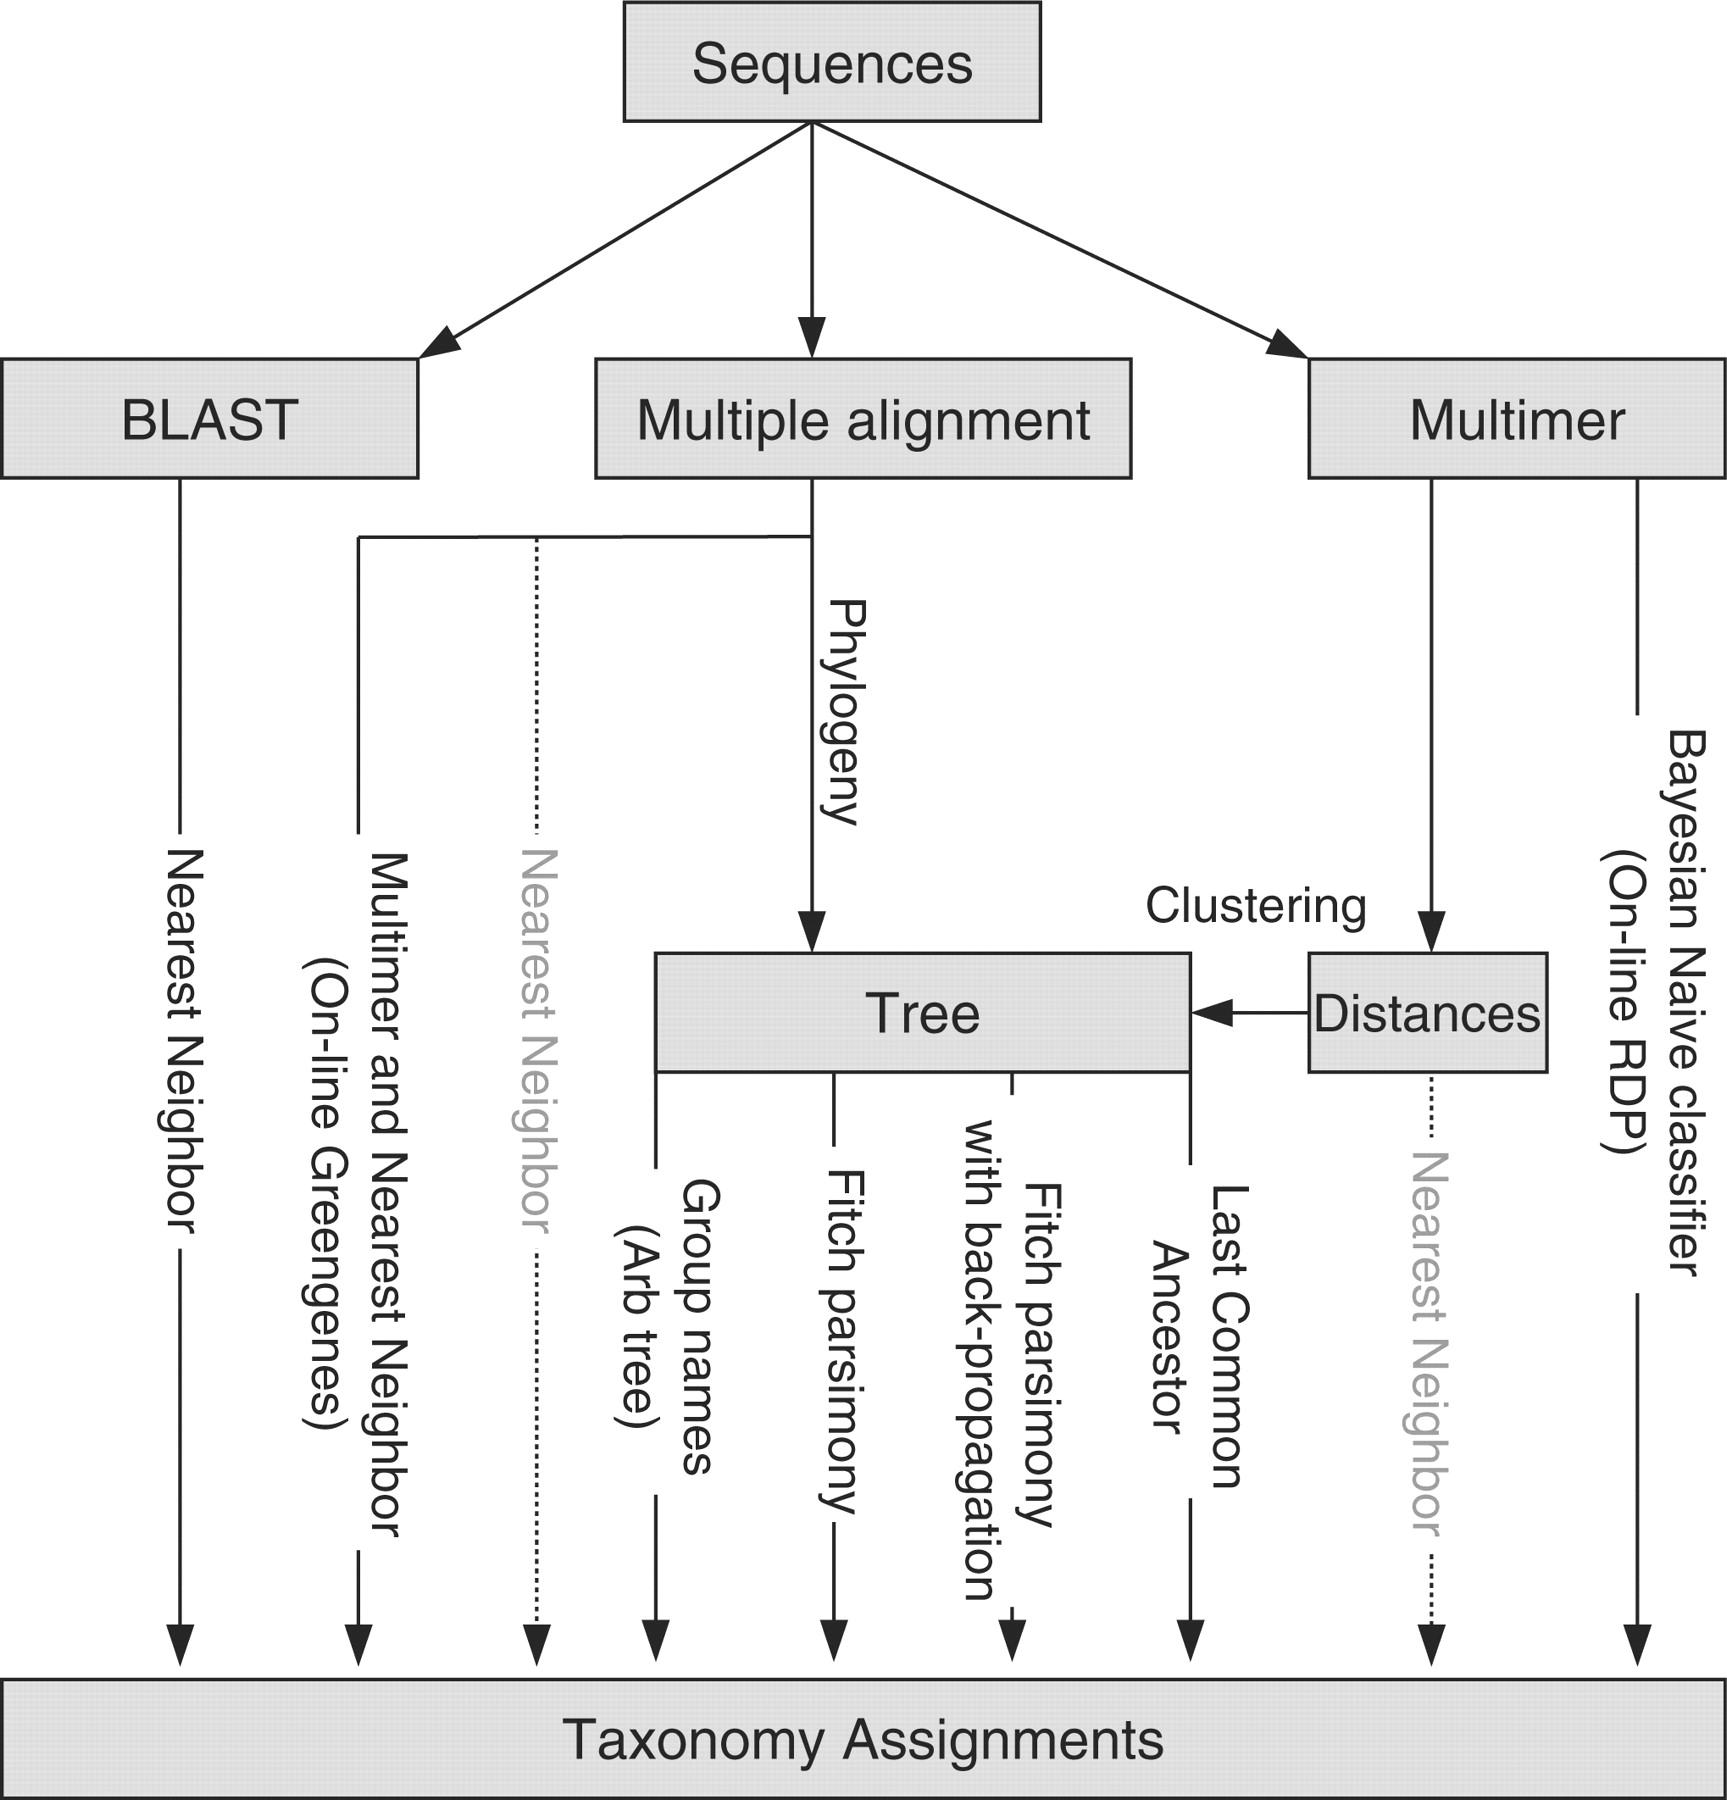 Sequences
BLAST
Multiple alignment
Multimer
Phylogeny
Clustering
Tree
Distances
Nearest Neighbor
Multimer and Nearest Neighbor
(On-line Greengenes)
Nearest Neighbor
Group names
(Arb tree)
Fitch parsimony
Fitch parsimony
with back-propagation
Last Common
Ancestor
Nearest Neighbor
Bayesian Naive classifier
(On-line RDP)
Taxonomy Assignments